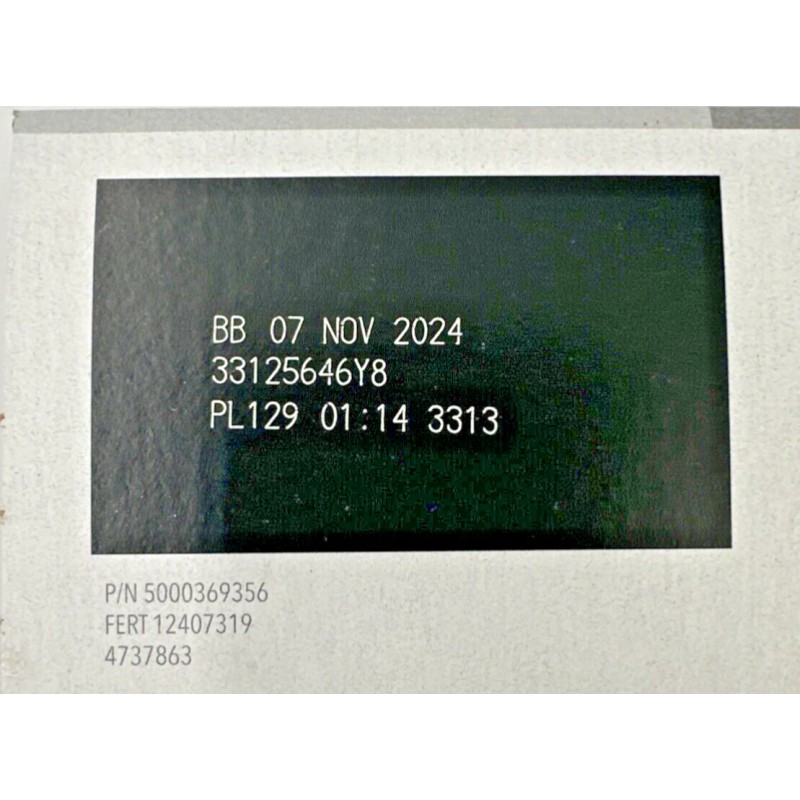 BB 07 NOV 2024
33125646Y8
PL129 01:14 3313
P/N 5000369356
FERT 12407319
4737863